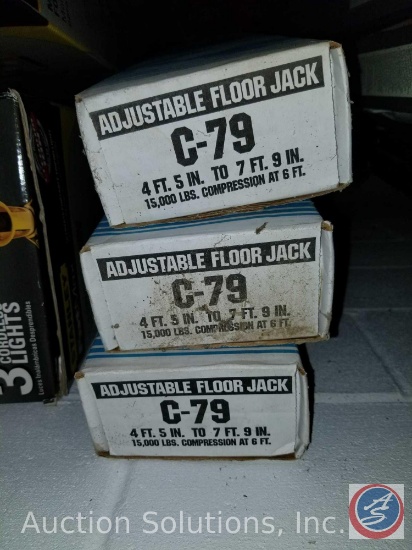 ADJUSTABLE FLOOR JACK
C-79
4 FT. 5 IN. TO 7 FT. 9 IN.
15,000 LBS. COMPRESSION AT 6 FT.
ADJUSTABLE FLOOR JACK
C-79
4 FT. 5 IN. TO 7 FT. 9 IN.
15,000 LBS. COMPRESSION AT 6 FT.
ADJUSTABLE FLOOR JACK
C-79
4 FT. 5 IN. TO 7 FT. 9 IN.
15,000 LBS. COMPRESSION AT 6 FT.
3 CORDLESS
LIGHTS
Auction Solutions, Inc.
AS